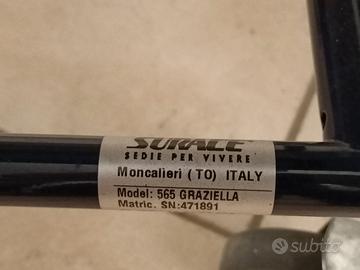 SURALE
SEDIE PER VIVERE
Moncalieri (TO) ITALY
Model: 565 GRAZIELLA
Matric. SN:471891
subito